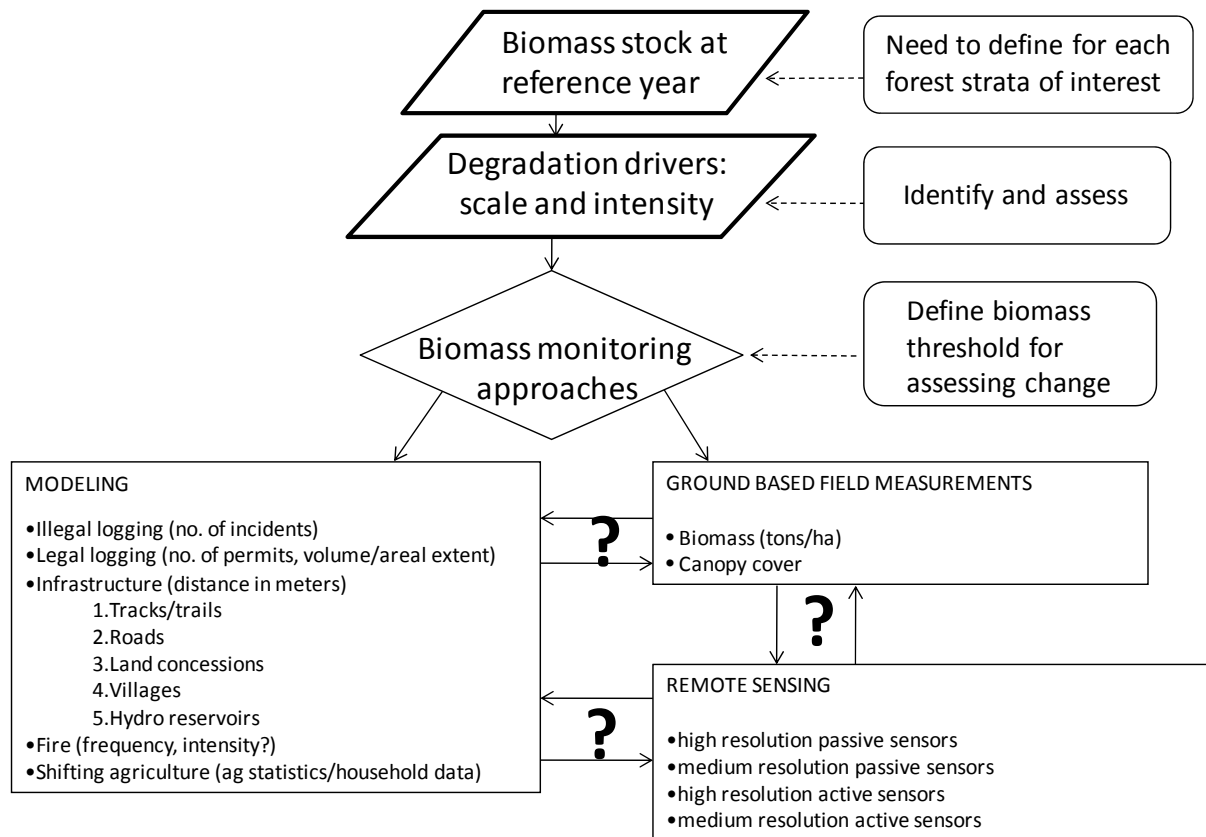 Biomass stock at
reference year
Need to define for each
forest strata of interest
Degradation drivers:
scale and intensity
Identify and assess
Biomass monitoring
approaches
Define biomass
threshold for
assessing change
MODELING
•Illegal logging (no. of incidents)
•Legal logging (no. of permits, volume/areal extent)
•Infrastructure (distance in meters)
1.Tracks/trails
2.Roads
3.Land concessions
4.Villages
5.Hydro reservoirs
•Fire (frequency, intensity?)
•Shifting agriculture (ag statistics/household data)
?
GROUND BASED FIELD MEASUREMENTS
• Biomass (tons/ha)
• Canopy cover
?
?
REMOTE SENSING
•high resolution passive sensors
•medium resolution passive sensors
•high resolution active sensors
•medium resolution active sensors